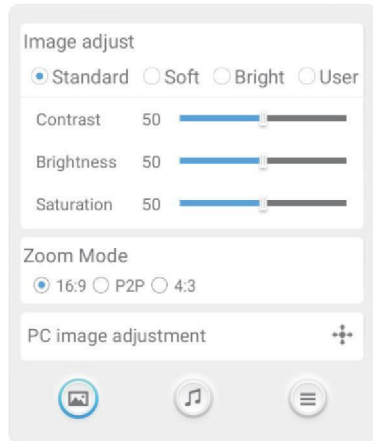 Image adjust
Standard Soft Bright User
Contrast 50
Brightness 50
Saturation 50
Zoom Mode
16:9 P2P 4:3
PC image adjustment